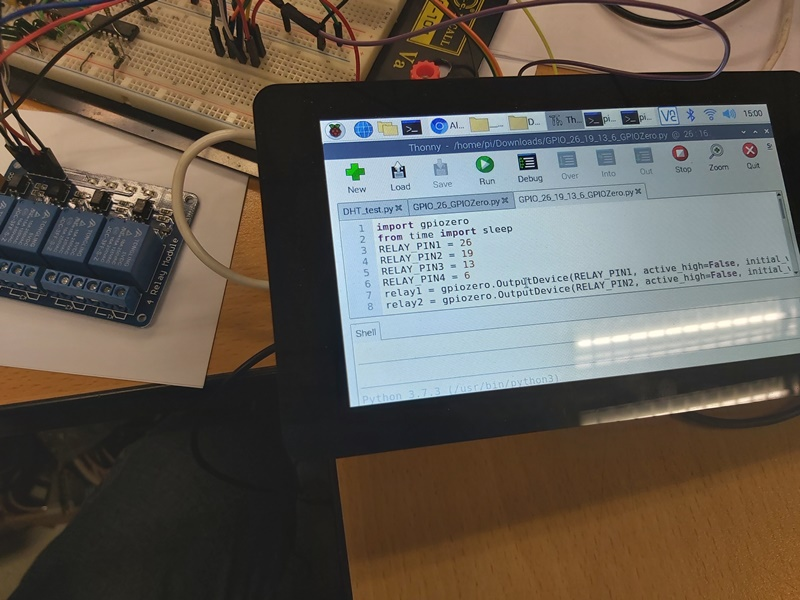 CALL
Va
Al...
D...
Th...
pi...
pi...
V2
15:00
Thonny - /home/pi/Downloads/GPIO_26_19_13_6_GPIOZero.py @ 26:16
New
Load
Save
Run
Debug
Over
Into
Out
Stop
Zoom
Quit
DHT_test.py
GPIO_26_GPIOZero.py
GPIO_26_19_13_6_GPIOZero.py
1 import gpiozero
2 from time import sleep
3 RELAY_PIN1 = 26
4 RELAY_PIN2 = 19
5 RELAY_PIN3 = 13
6 RELAY_PIN4 = 6
7 relay1 = gpiozero.OutputDevice(RELAY_PIN1, active_high=False, initial_v
8 relay2 = gpiozero.OutputDevice(RELAY_PIN2, active_high=False, initial_v
Shell
Python 3.7.3 (/usr/bin/python3)
4 Relay Module